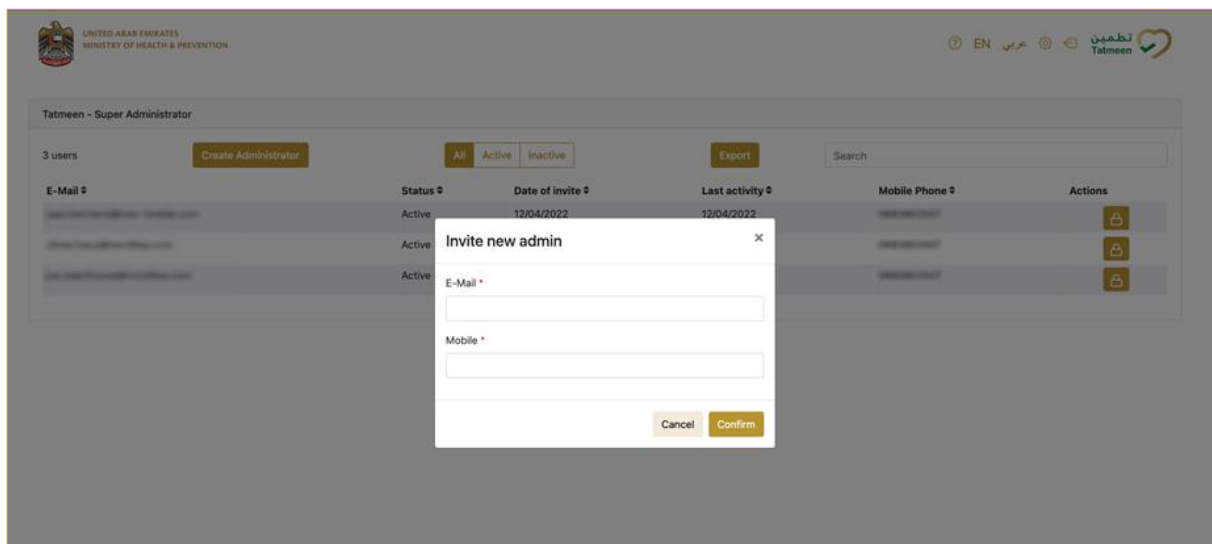 UNITED ARAB EMIRATES
MINISTRY OF HEALTH & PREVENTION
EN عربي
تطمين
Tatmeen
Tatmeen - Super Administrator
3 users Create Administrator All Active Inactive Export Search
E-Mail Status Date of invite Last activity Mobile Phone Actions
Active 12/04/2022 12/04/2022
Active
Active
Invite new admin ×
E-Mail *
Mobile *
Cancel Confirm